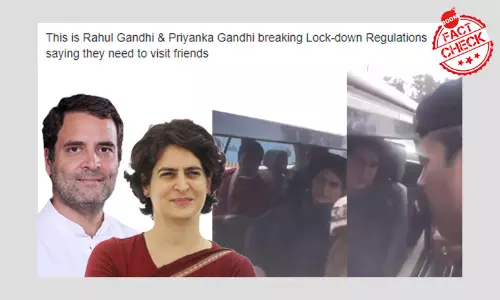 This is Rahul Gandhi & Priyanka Gandhi breaking Lock-down Regulations
saying they need to visit friends
FACT
CHECK